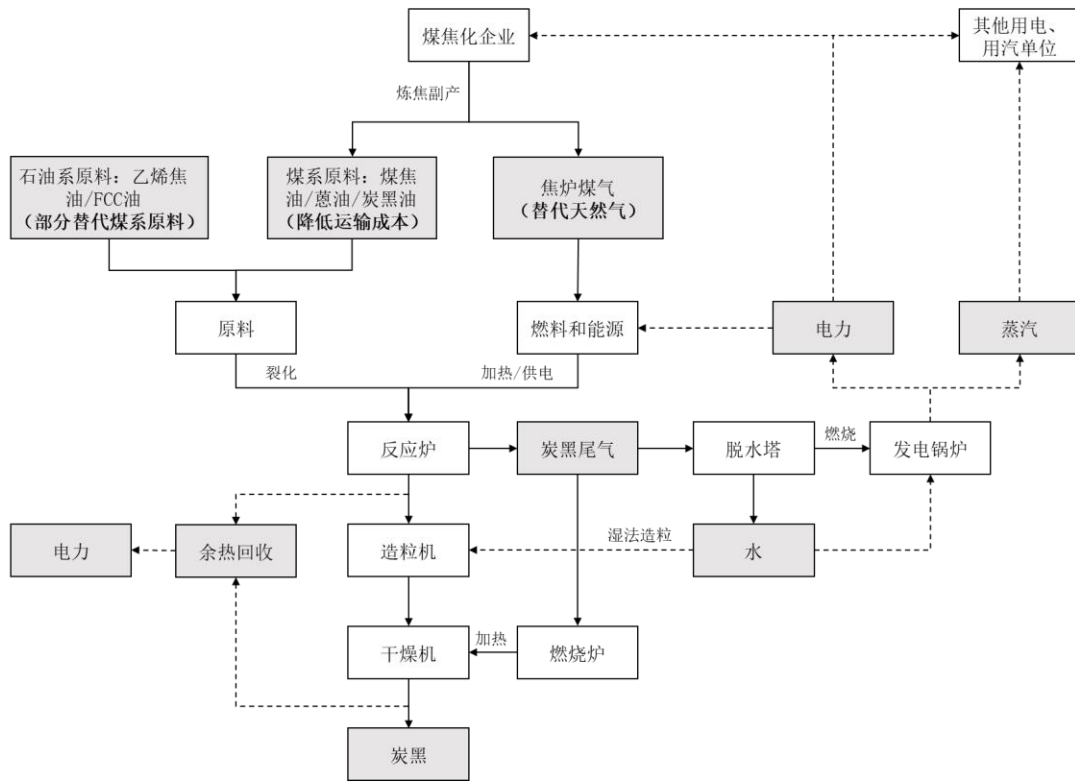 煤焦化企业
其他用电、
用汽单位
炼焦副产
石油系原料：乙烯焦
油/FCC油
（部分替代煤系原料）
煤系原料：煤焦
油/蒽油/炭黑油
（降低运输成本）
焦炉煤气
（替代天然气）
原料
燃料和能源
电力
蒸汽
裂化
加热/供电
反应炉
炭黑尾气
脱水塔
燃烧
发电锅炉
电力
余热回收
造粒机
湿法造粒
水
干燥机
加热
燃烧炉
炭黑